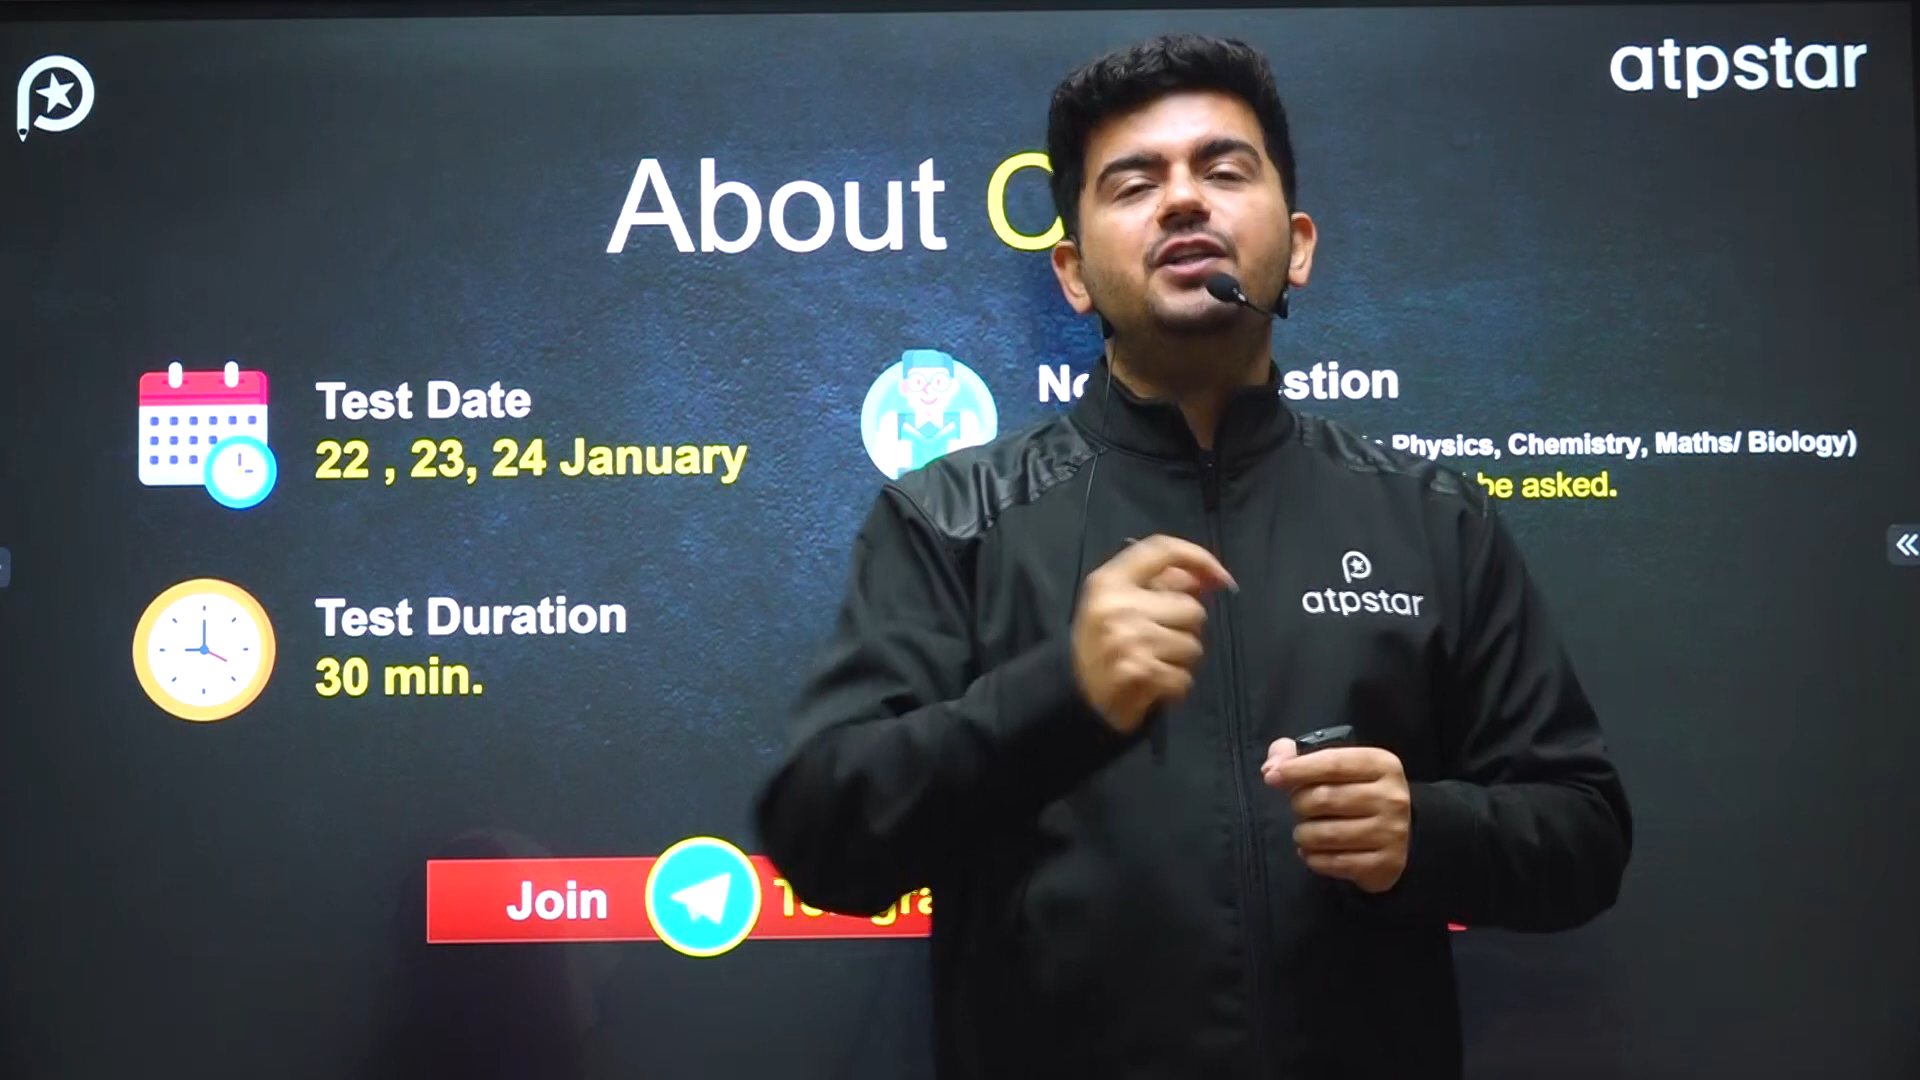 atpstar
About
Test Date
22 , 23, 24 January
stion
Physics, Chemistry, Maths/ Biology)
be asked.
atpstar
Test Duration
30 min.
Join